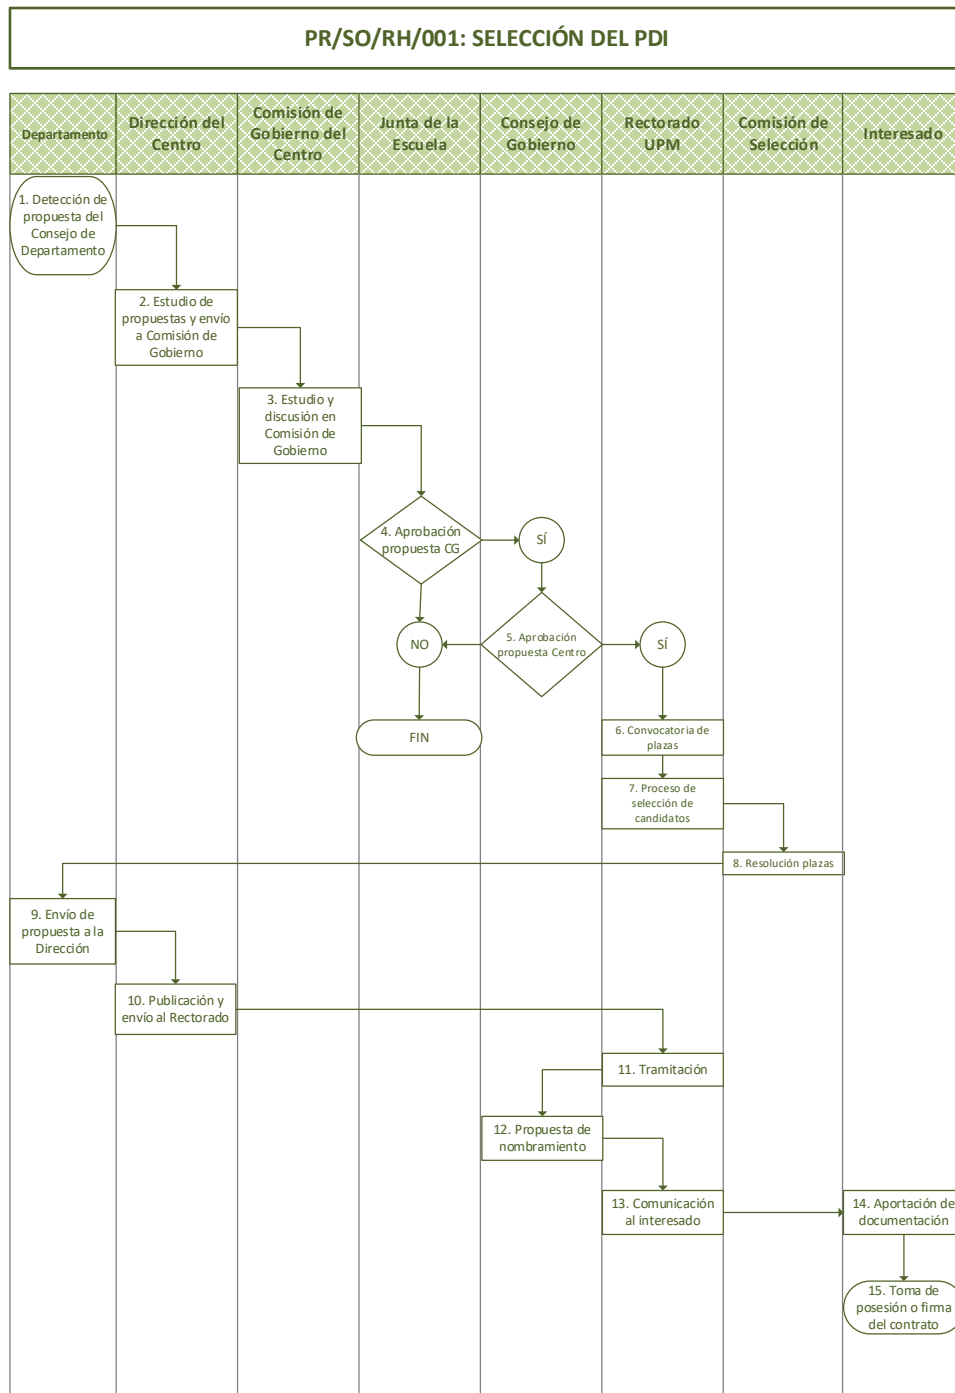 PR/SO/RH/001: SELECCIÓN DEL PDI
Departamento
Dirección del
Centro
Comisión de
Gobierno del
Centro
Junta de la
Escuela
Consejo de
Gobierno
Rectorado
UPM
Comisión de
Selección
Interesado
1. Detección de
propuesta del
Consejo de
Departamento
2. Estudio de
propuestas y envío
a Comisión de
Gobierno
3. Estudio y
discusión en
Comisión de
Gobierno
4. Aprobación
propuesta CG
SÍ
NO
5. Aprobación
propuesta Centro
SÍ
FIN
6. Convocatoria de
plazas
7. Proceso de
selección de
candidatos
8. Resolución plazas
9. Envío de
propuesta a la
Dirección
10. Publicación y
envío al Rectorado
11. Tramitación
12. Propuesta de
nombramiento
13. Comunicación
al interesado
14. Aportación de
documentación
15. Toma de
posesión o firma
del contrato